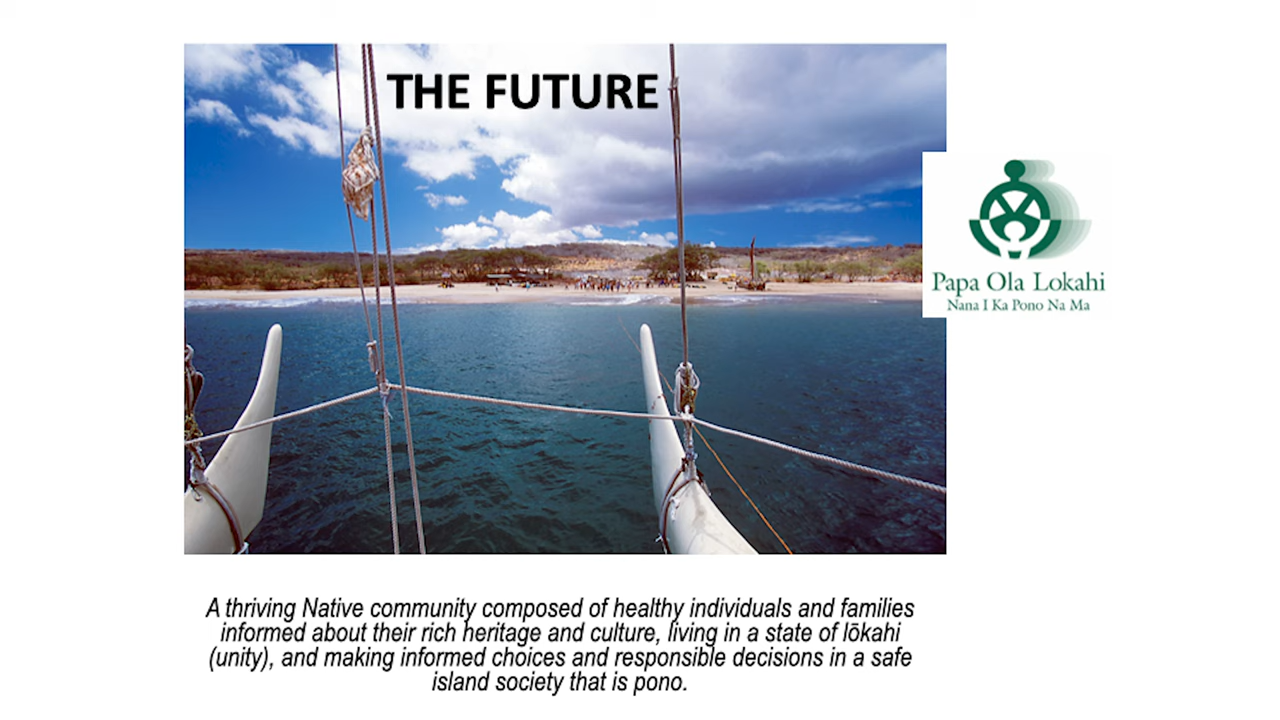 THE FUTURE
Papa Ola Lokahi
Nana I Ka Pono Na Ma
A thriving Native community composed of healthy individuals and families
informed about their rich heritage and culture, living in a state of lōkahi
(unity), and making informed choices and responsible decisions in a safe
island society that is pono.